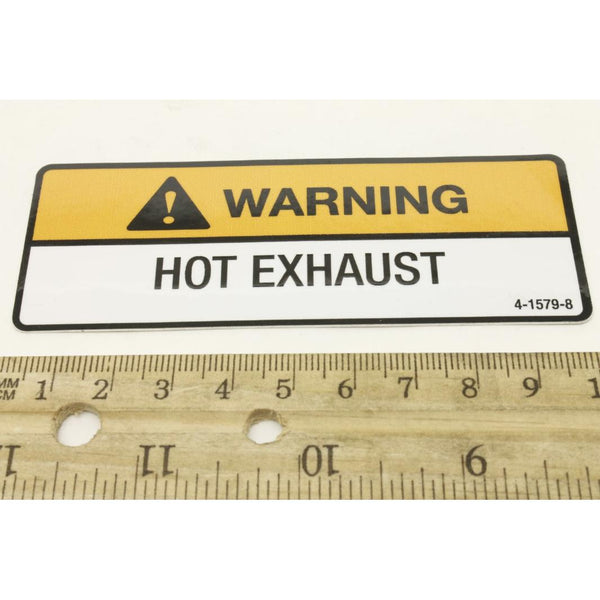 WARNING
HOT EXHAUST
4-1579-8
MM 1 2 3 4 5 6 7 8 9
CM
11 10 9